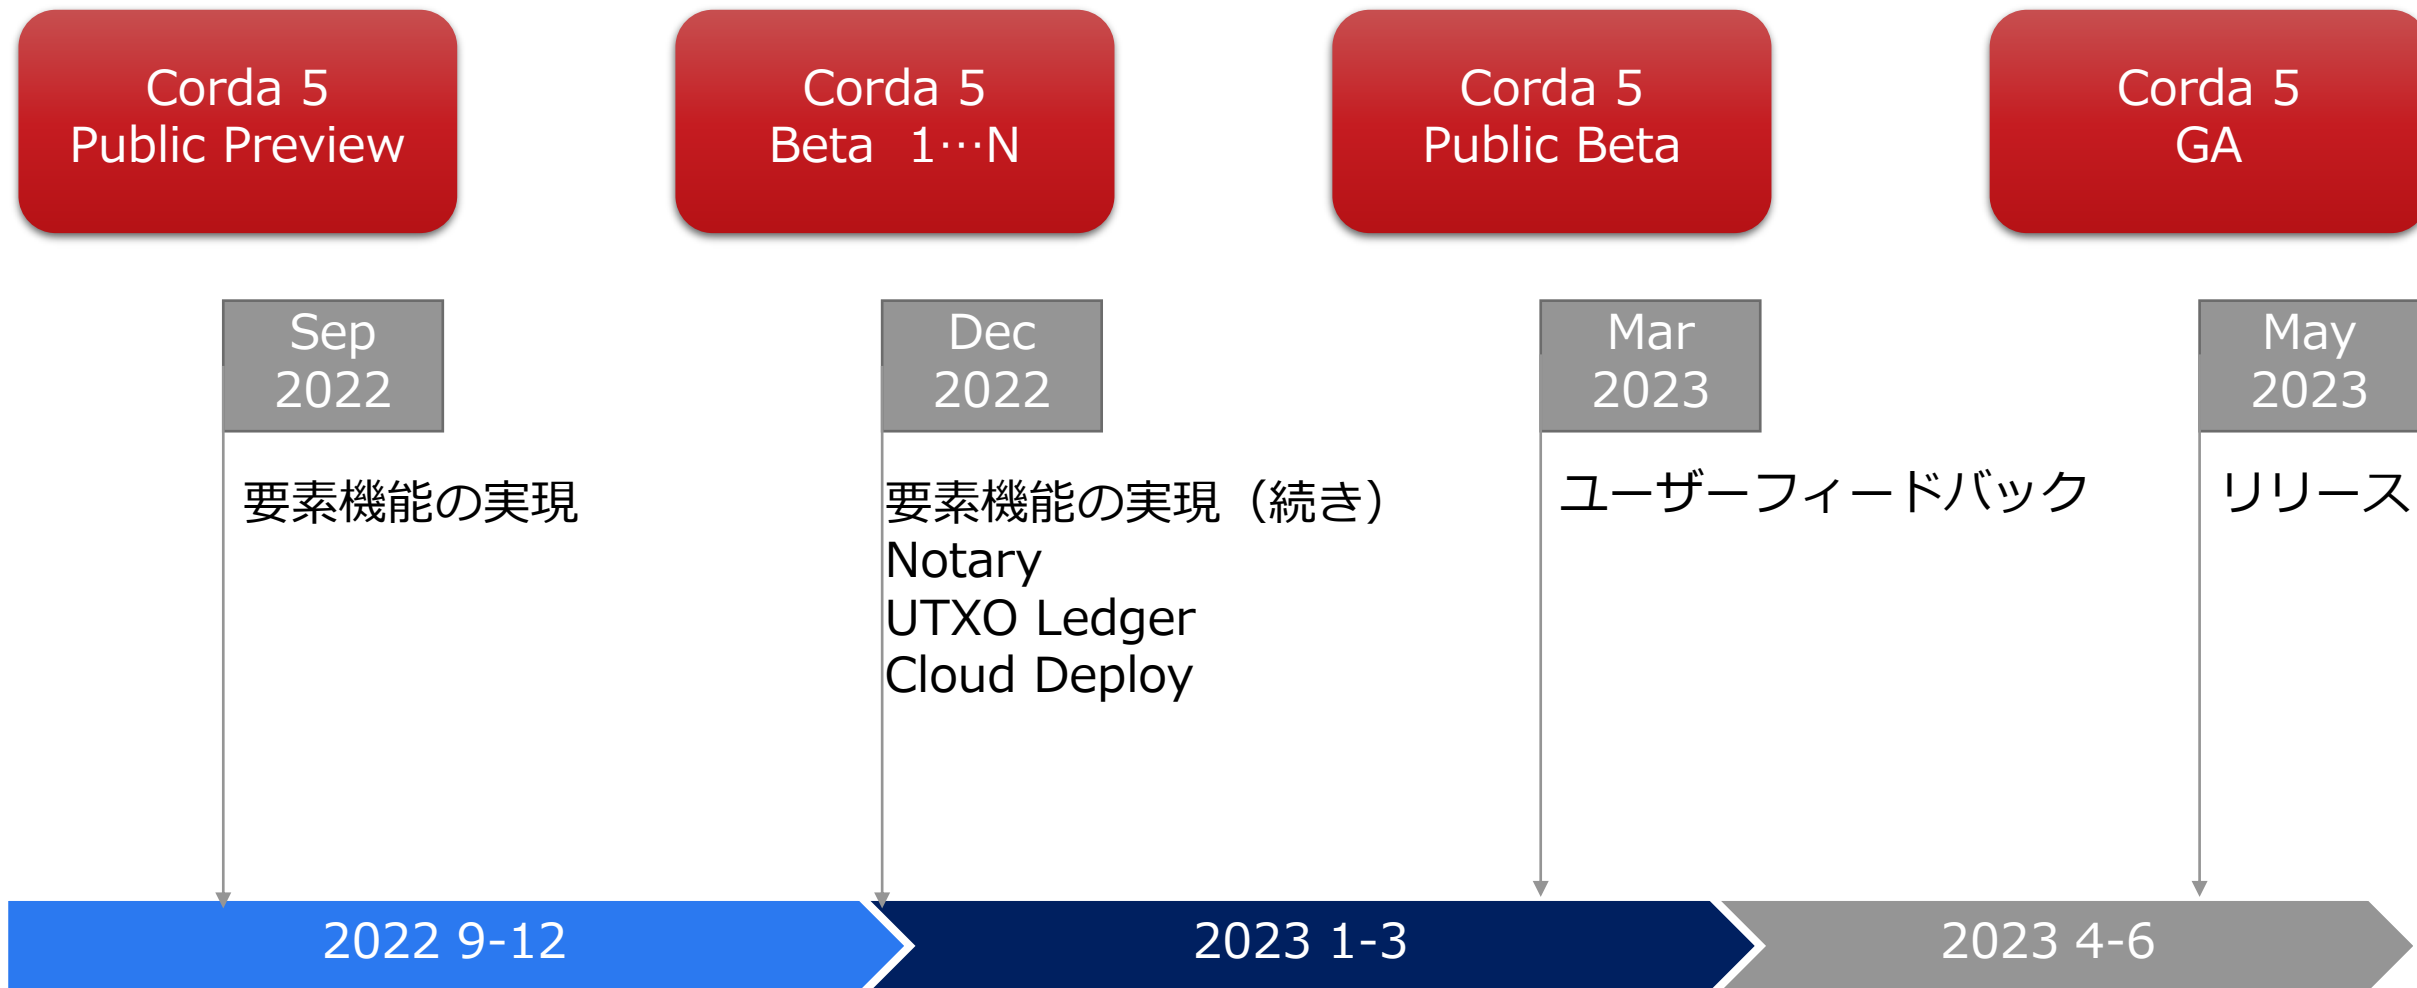 Corda 5
Public Preview
Corda 5
Beta 1…N
Corda 5
Public Beta
Corda 5
GA
Sep
2022
Dec
2022
Mar
2023
May
2023
要素機能の実現
要素機能の実現（続き）
Notary
UTXO Ledger
Cloud Deploy
ユーザーフィードバック
リリース
2022 9-12
2023 1-3
2023 4-6